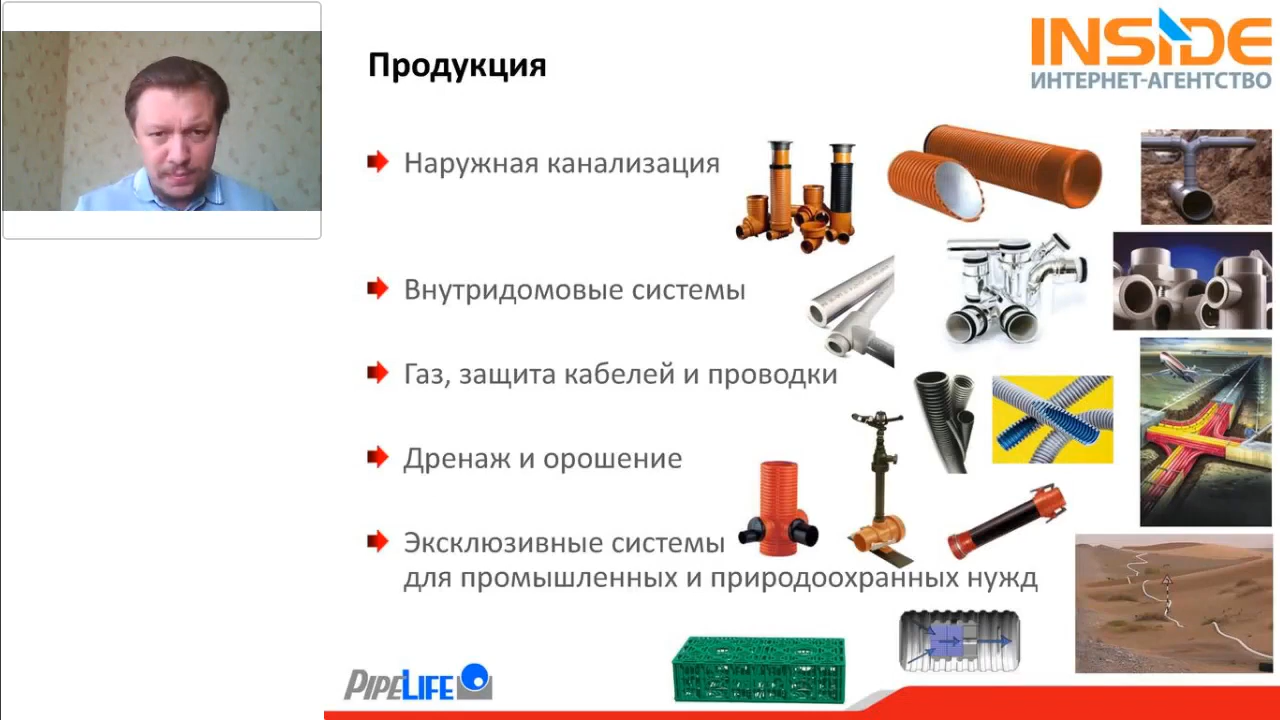 INSIDE
ИНТЕРНЕТ-АГЕНТСТВО
Продукция
Наружная канализация
Внутридомовые системы
Газ, защита кабелей и проводки
Дренаж и орошение
Эксклюзивные системы
для промышленных и природоохранных нужд
PIPELIFE